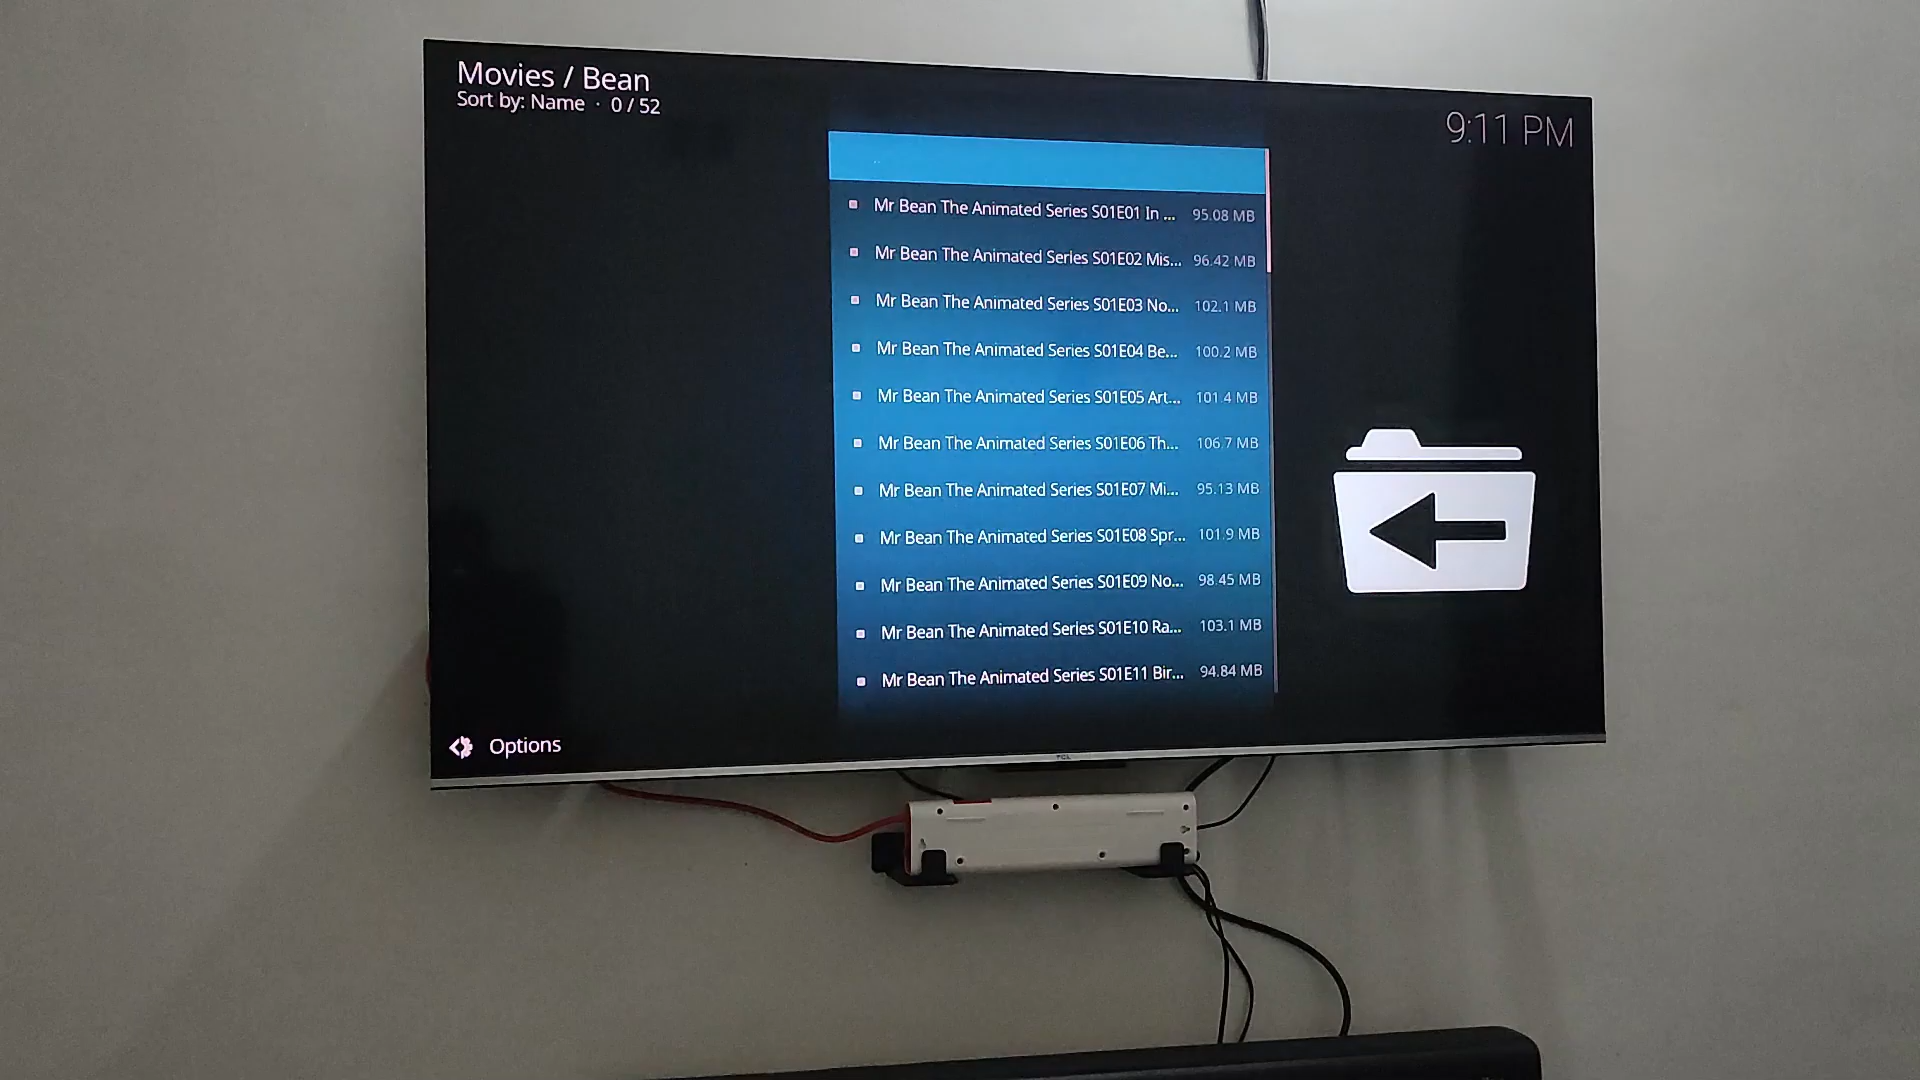 Movies / Bean
Sort by: Name · 0 / 52
9:11 PM
..
Mr Bean The Animated Series S01E01 In ... 95.08 MB
Mr Bean The Animated Series S01E02 Mis... 96.42 MB
Mr Bean The Animated Series S01E03 No... 102.1 MB
Mr Bean The Animated Series S01E04 Be... 100.2 MB
Mr Bean The Animated Series S01E05 Art... 101.4 MB
Mr Bean The Animated Series S01E06 Th... 106.7 MB
Mr Bean The Animated Series S01E07 Mi... 95.13 MB
Mr Bean The Animated Series S01E08 Spr... 101.9 MB
Mr Bean The Animated Series S01E09 No... 98.45 MB
Mr Bean The Animated Series S01E10 Ra... 103.1 MB
Mr Bean The Animated Series S01E11 Bir... 94.84 MB
Options
TCL